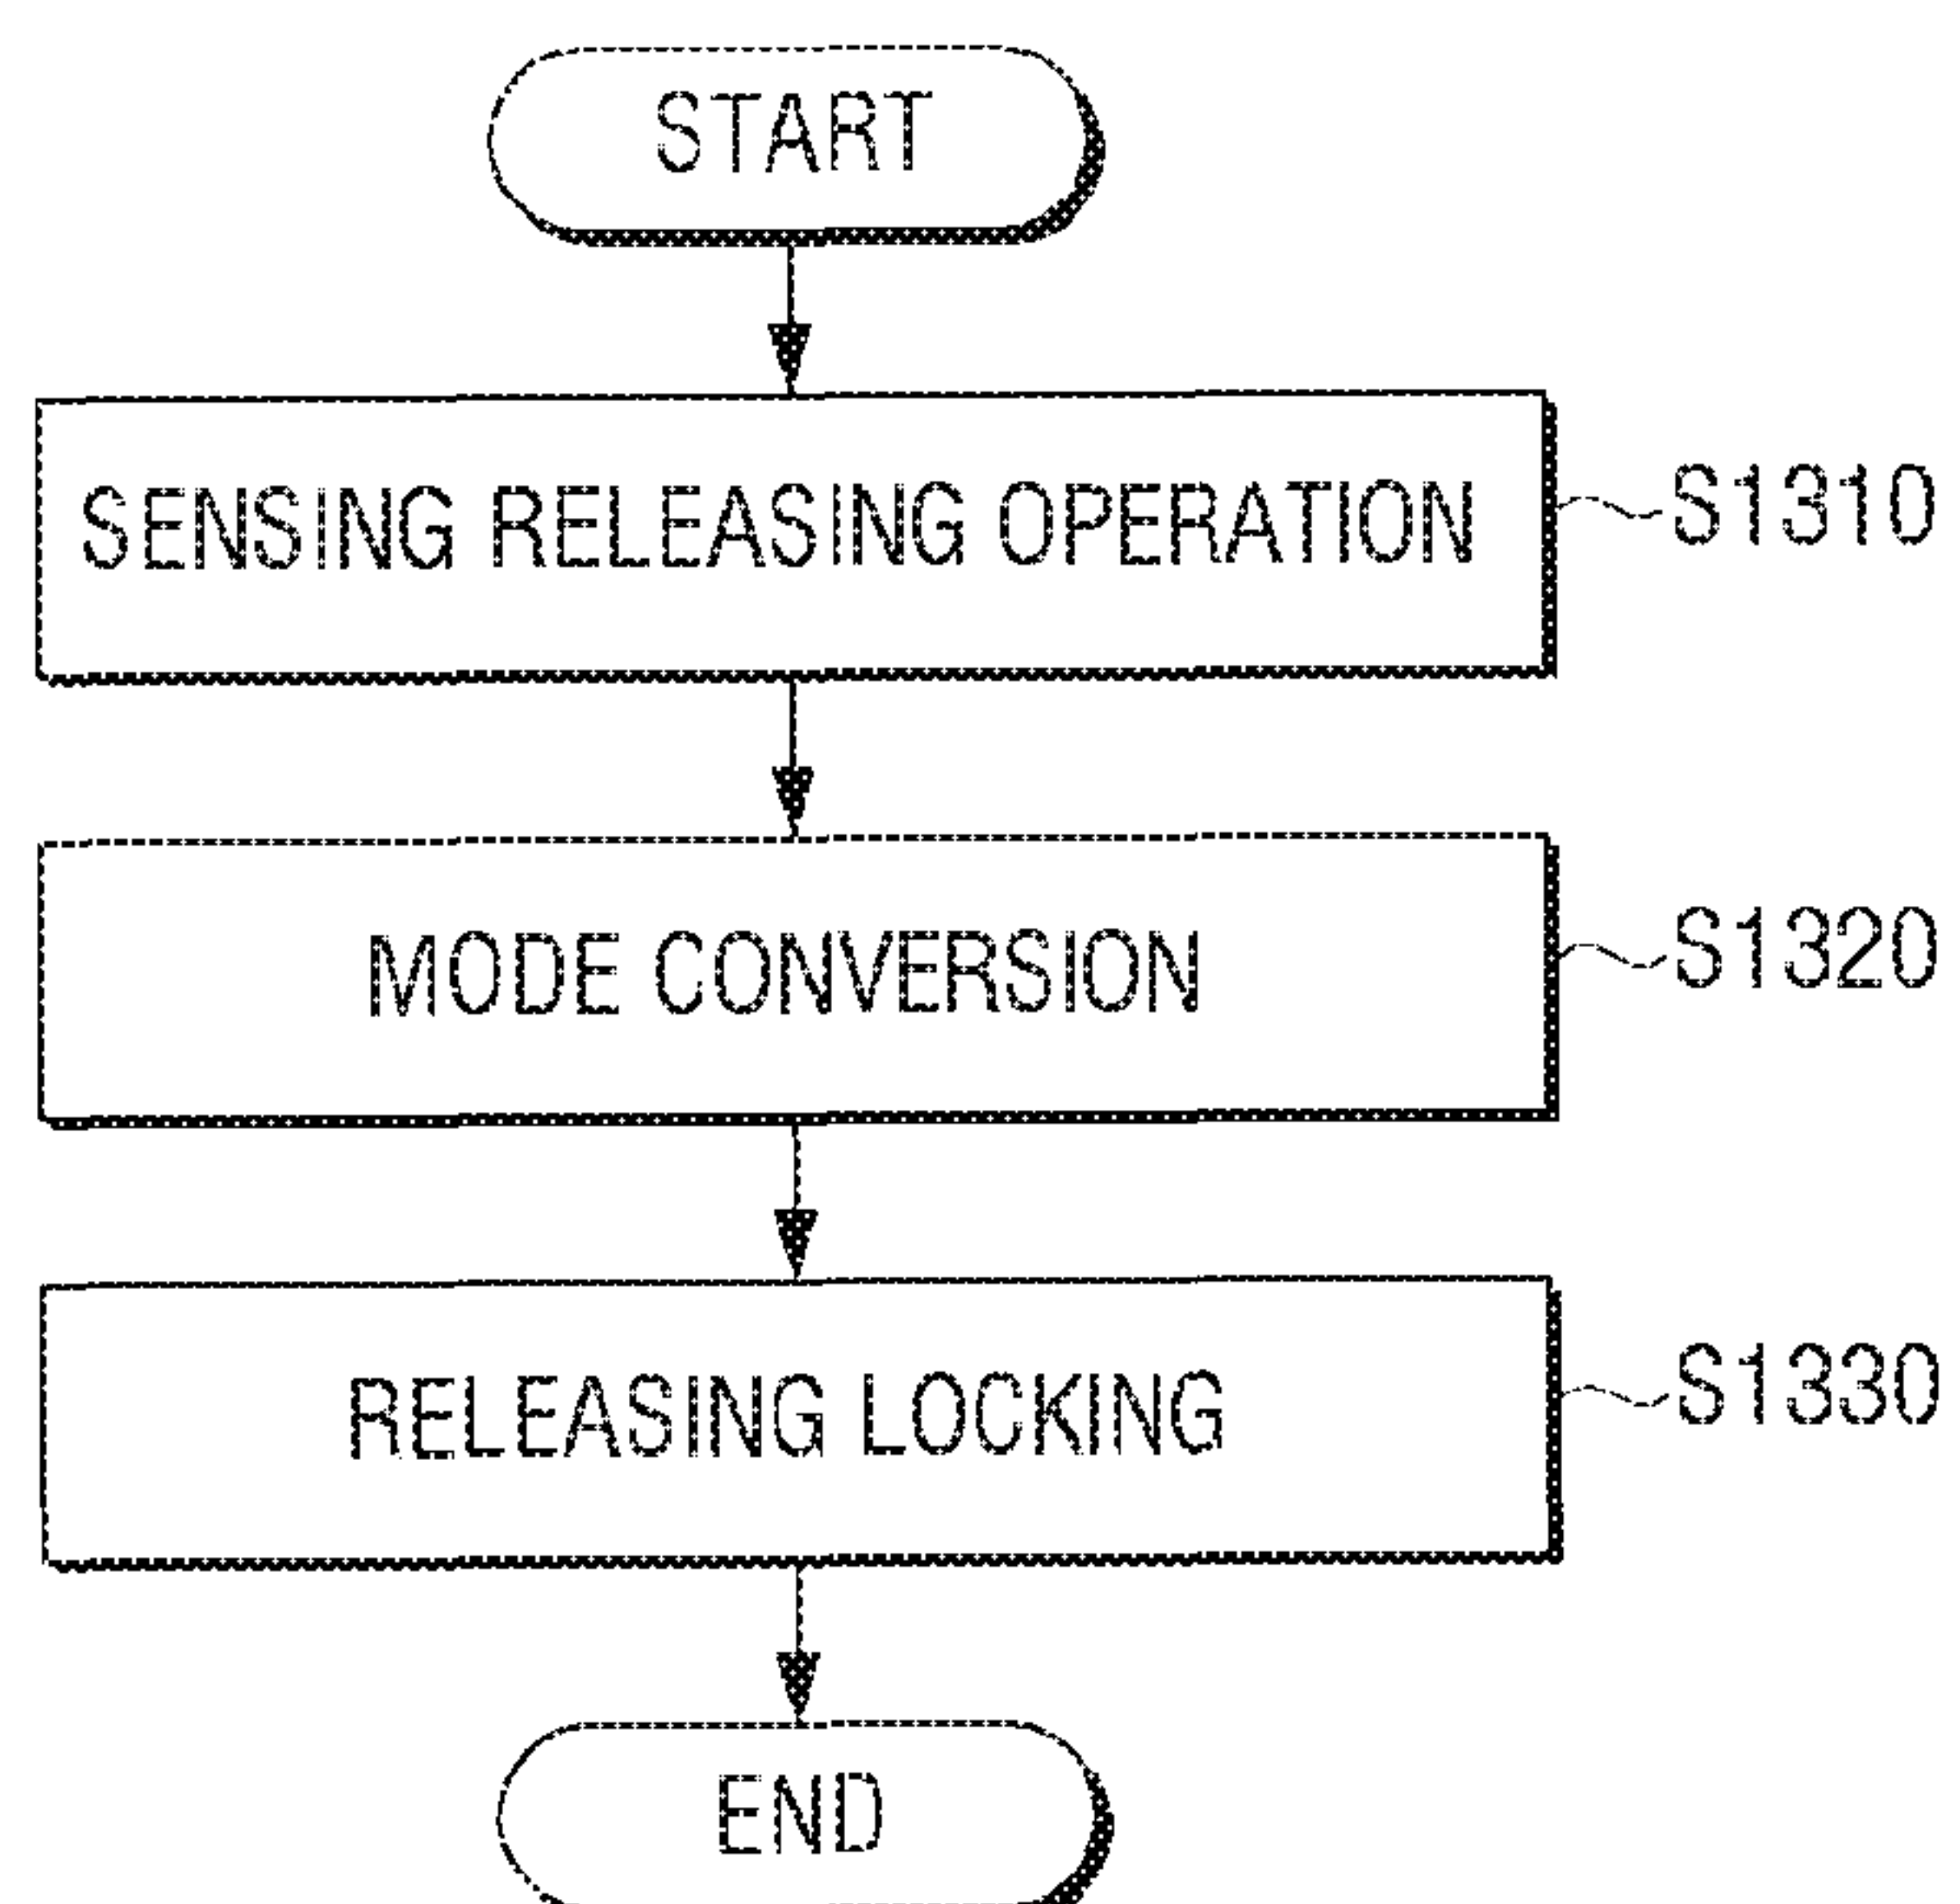 START
SENSING RELEASING OPERATION
S1310
MODE CONVERSION
S1320
RELEASING LOCKING
S1330
END